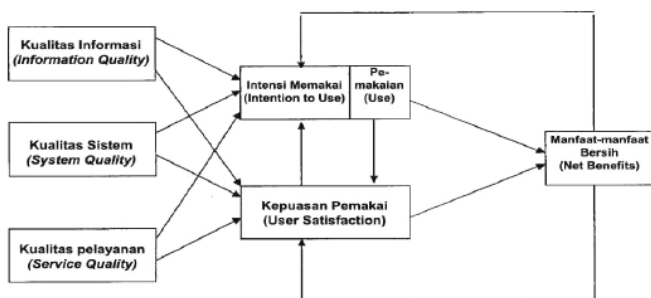 Kualitas Informasi
(Information Quality)
Intensi Memakai
(Intention to Use)
Pe-
makaian
(Use)
Kualitas Sistem
(System Quality)
Manfaat-manfaat
Bersih
(Net Benefits)
Kepuasan Pemakai
(User Satisfaction)
Kualitas pelayanan
(Service Quality)